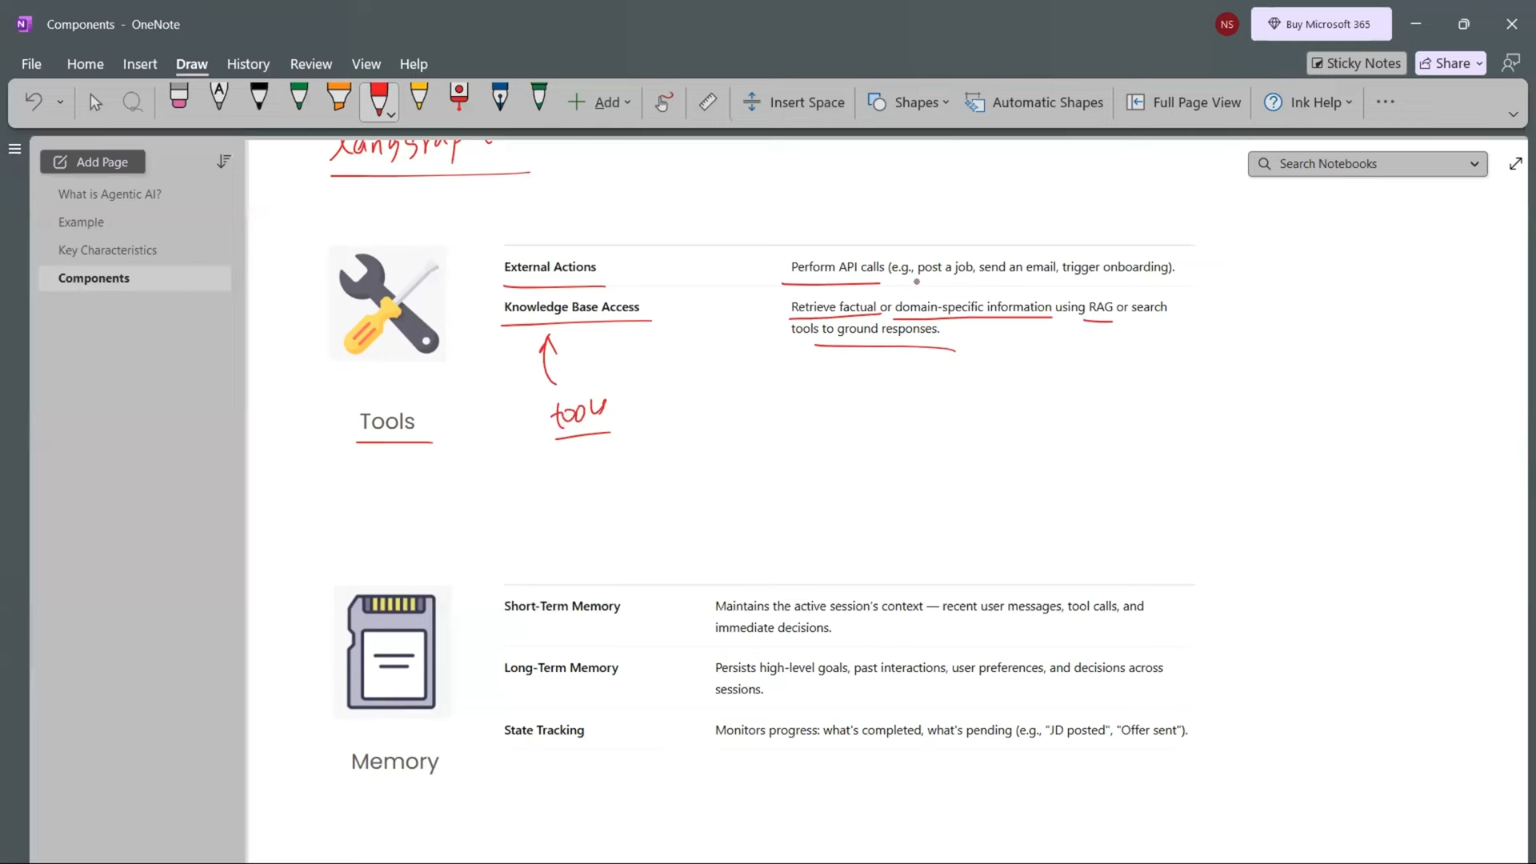 Components - OneNote
NS
Buy Microsoft 365
File Home Insert Draw History Review View Help
Sticky Notes
Share
Add
Insert Space
Shapes
Automatic Shapes
Full Page View
Ink Help
Add Page
Search Notebooks
What is Agentic AI?
Example
Key Characteristics
Components
External Actions Perform API calls (e.g., post a job, send an email, trigger onboarding).
Knowledge Base Access Retrieve factual or domain-specific information using RAG or search
tools to ground responses.
Tools
tools
Short-Term Memory Maintains the active session's context — recent user messages, tool calls, and
immediate decisions.
Long-Term Memory Persists high-level goals, past interactions, user preferences, and decisions across
sessions.
State Tracking Monitors progress: what's completed, what's pending (e.g., "JD posted", "Offer sent").
Memory